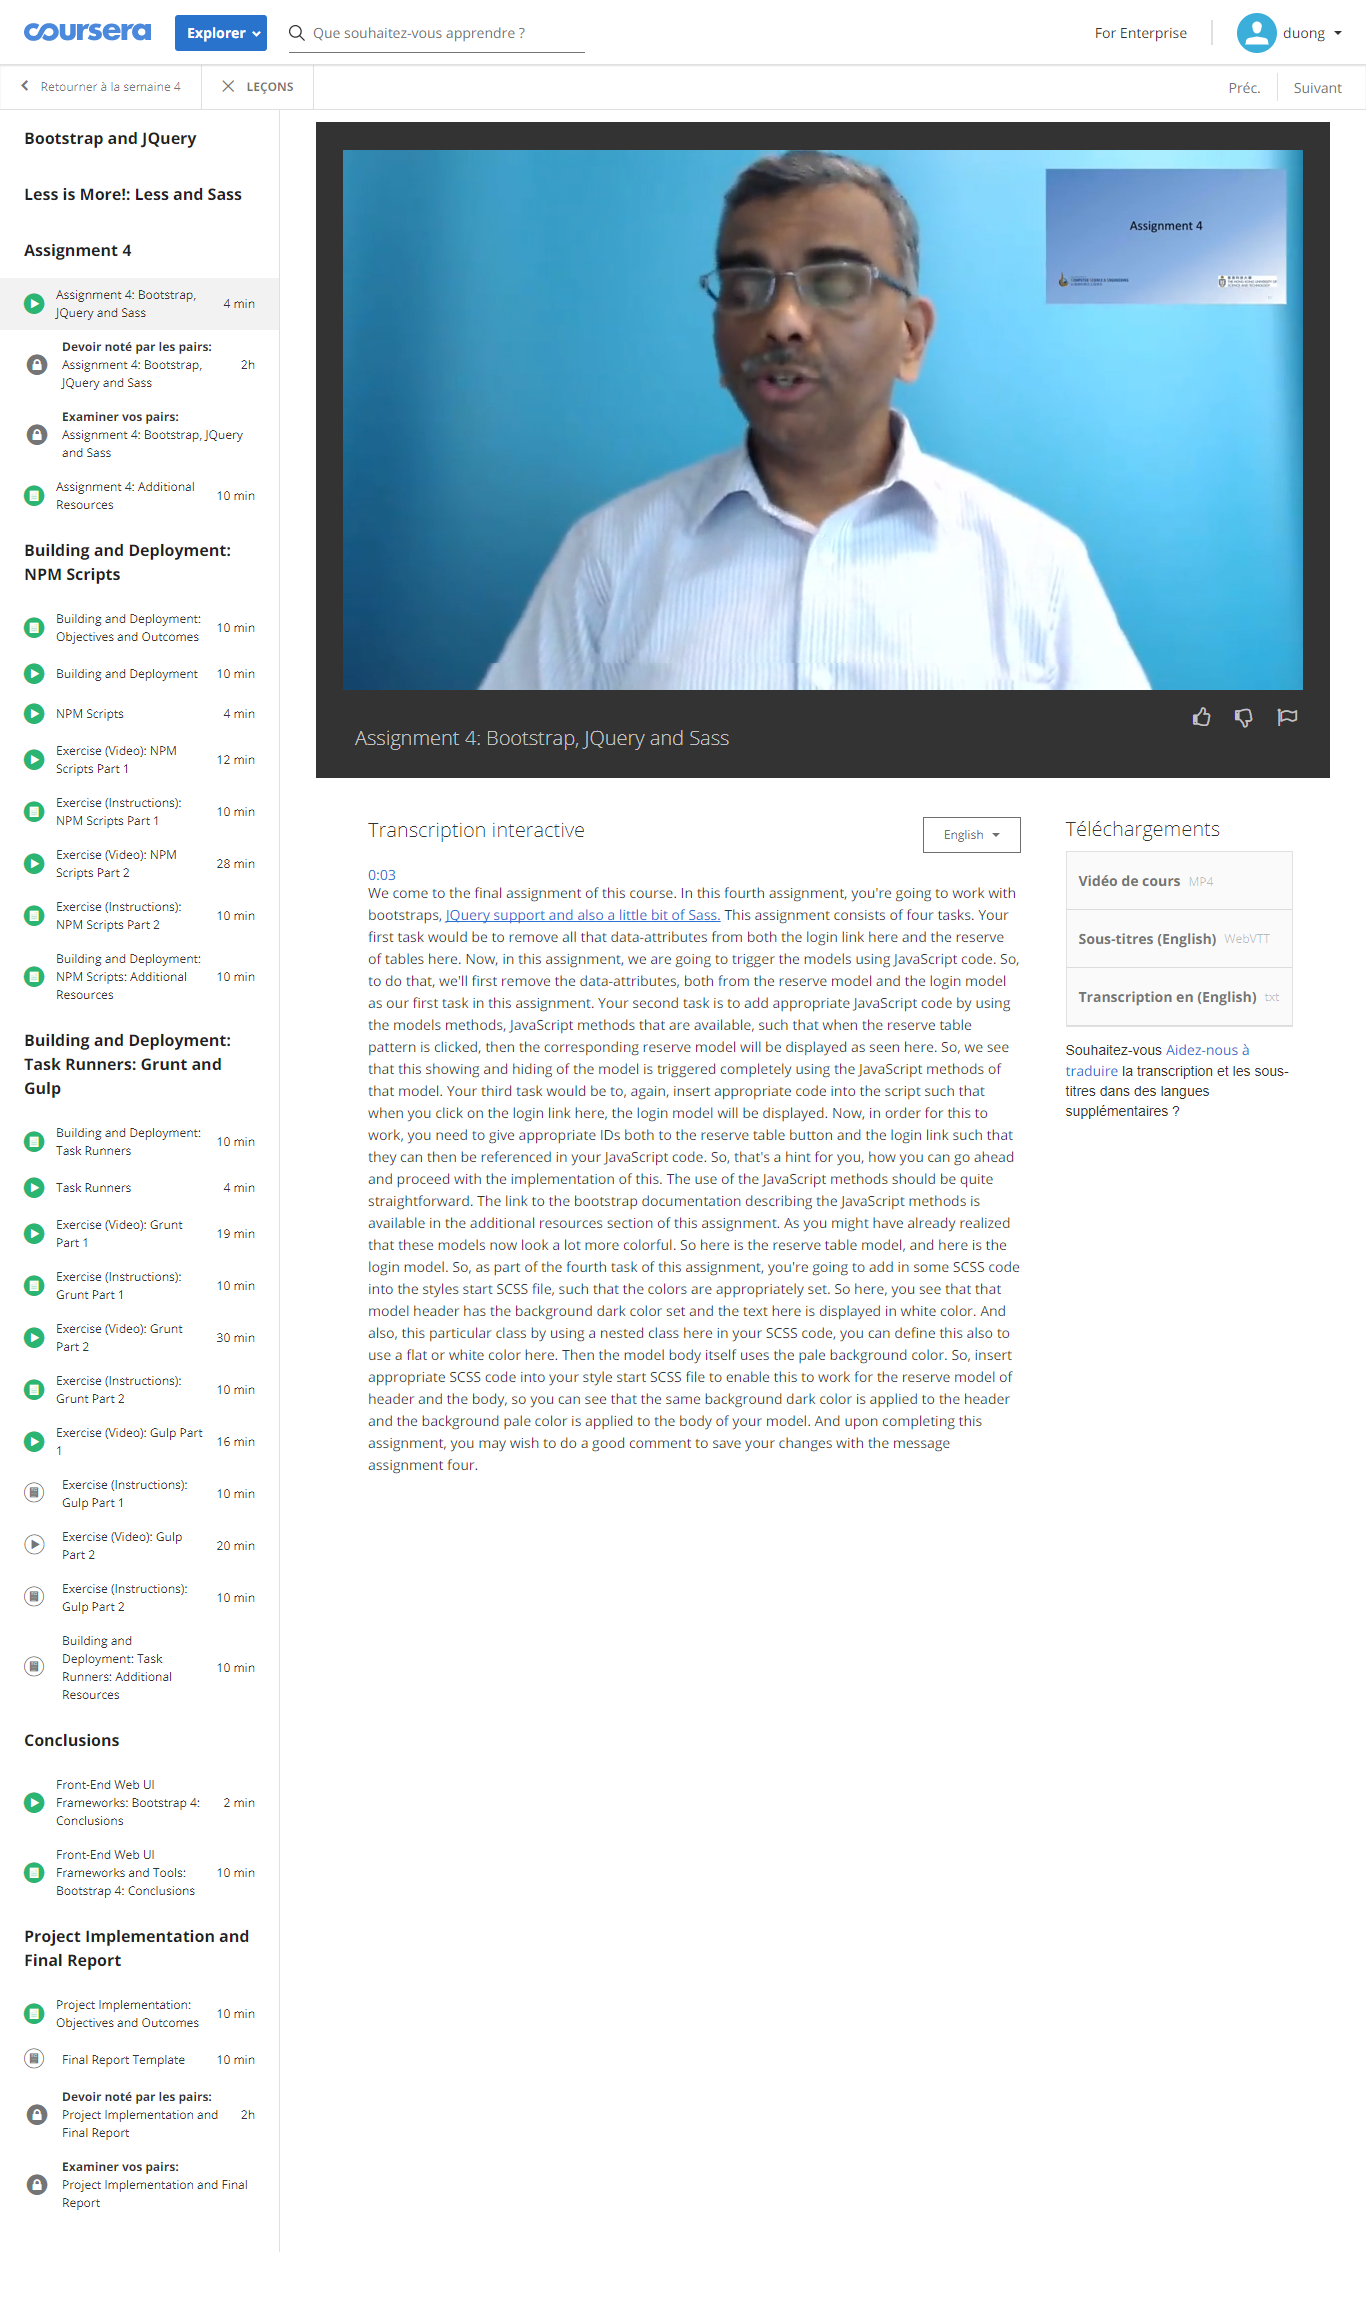 coursera
Explorer
Que souhaitez-vous apprendre ?
For Enterprise
duong
Retourner à la semaine 4
LEÇONS
Préc.
Suivant
Bootstrap and JQuery
Less is More!: Less and Sass
Assignment 4
Assignment 4: Bootstrap,
JQuery and Sass
4 min
Devoir noté par les pairs:
Assignment 4: Bootstrap,
JQuery and Sass
2h
Examiner vos pairs:
Assignment 4: Bootstrap, JQuery
and Sass
Assignment 4: Additional
Resources
10 min
Building and Deployment:
NPM Scripts
Building and Deployment:
Objectives and Outcomes
10 min
Building and Deployment
10 min
NPM Scripts
4 min
Exercise (Video): NPM
Scripts Part 1
12 min
Exercise (Instructions):
NPM Scripts Part 1
10 min
Exercise (Video): NPM
Scripts Part 2
28 min
Exercise (Instructions):
NPM Scripts Part 2
10 min
Building and Deployment:
NPM Scripts: Additional
Resources
10 min
Building and Deployment:
Task Runners: Grunt and
Gulp
Building and Deployment:
Task Runners
10 min
Task Runners
4 min
Exercise (Video): Grunt
Part 1
19 min
Exercise (Instructions):
Grunt Part 1
10 min
Exercise (Video): Grunt
Part 2
30 min
Exercise (Instructions):
Grunt Part 2
10 min
Exercise (Video): Gulp Part
1
16 min
Exercise (Instructions):
Gulp Part 1
10 min
Exercise (Video): Gulp
Part 2
20 min
Exercise (Instructions):
Gulp Part 2
10 min
Building and
Deployment: Task
Runners: Additional
Resources
10 min
Conclusions
Front-End Web UI
Frameworks: Bootstrap 4:
Conclusions
2 min
Front-End Web UI
Frameworks and Tools:
Bootstrap 4: Conclusions
10 min
Project Implementation and
Final Report
Project Implementation:
Objectives and Outcomes
10 min
Final Report Template
10 min
Devoir noté par les pairs:
Project Implementation and
Final Report
2h
Examiner vos pairs:
Project Implementation and Final
Report
Assignment 4
Assignment 4: Bootstrap, JQuery and Sass
Transcription interactive
English
0:03
We come to the final assignment of this course. In this fourth assignment, you're going to work with
bootstraps, JQuery support and also a little bit of Sass. This assignment consists of four tasks. Your
first task would be to remove all that data-attributes from both the login link here and the reserve
of tables here. Now, in this assignment, we are going to trigger the models using JavaScript code. So,
to do that, we'll first remove the data-attributes, both from the reserve model and the login model
as our first task in this assignment. Your second task is to add appropriate JavaScript code by using
the models methods, JavaScript methods that are available, such that when the reserve table
pattern is clicked, then the corresponding reserve model will be displayed as seen here. So, we see
that this showing and hiding of the model is triggered completely using the JavaScript methods of
that model. Your third task would be to, again, insert appropriate code into the script such that
when you click on the login link here, the login model will be displayed. Now, in order for this to
work, you need to give appropriate IDs both to the reserve table button and the login link such that
they can then be referenced in your JavaScript code. So, that's a hint for you, how you can go ahead
and proceed with the implementation of this. The use of the JavaScript methods should be quite
straightforward. The link to the bootstrap documentation describing the JavaScript methods is
available in the additional resources section of this assignment. As you might have already realized
that these models now look a lot more colorful. So here is the reserve table model, and here is the
login model. So, as part of the fourth task of this assignment, you're going to add in some SCSS code
into the styles start SCSS file, such that the colors are appropriately set. So here, you see that that
model header has the background dark color set and the text here is displayed in white color. And
also, this particular class by using a nested class here in your SCSS code, you can define this also to
use a flat or white color here. Then the model body itself uses the pale background color. So, insert
appropriate SCSS code into your style start SCSS file to enable this to work for the reserve model of
header and the body, so you can see that the same background dark color is applied to the header
and the background pale color is applied to the body of your model. And upon completing this
assignment, you may wish to do a good comment to save your changes with the message
assignment four.
Téléchargements
Vidéo de cours MP4
Sous-titres (English) WebVTT
Transcription en (English) txt
Souhaitez-vous Aidez-nous à
traduire la transcription et les sous-
titres dans des langues
supplémentaires ?